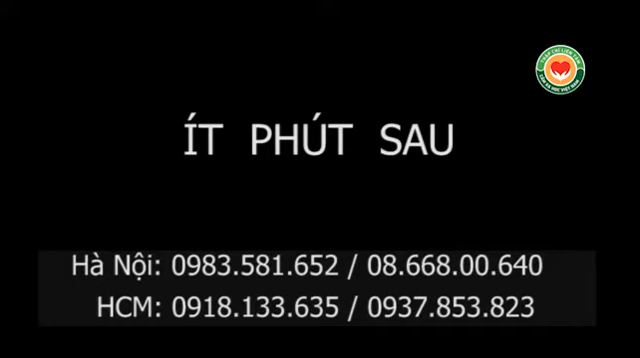 ÍT PHÚT SAU
Hà Nội: 0983.581.652 / 08.668.00.640
HCM: 0918.133.635 / 0937.853.823